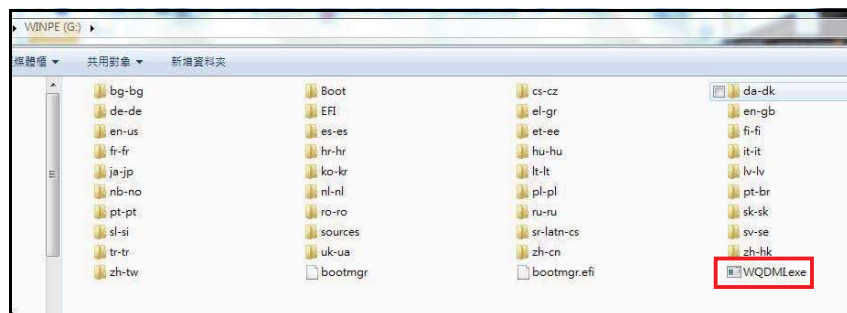 WINPE (G:)
媒體櫃 共用對象 新增資料夾
bg-bg Boot cs-cz da-dk
de-de EFI el-gr en-gb
en-us es-es et-ee fi-fi
fr-fr hr-hr hu-hu it-it
ja-jp ko-kr lt-lt lv-lv
nb-no nl-nl pl-pl pt-br
pt-pt ro-ro ru-ru sk-sk
sl-si sources sr-latn-cs sv-se
tr-tr uk-ua zh-cn zh-hk
zh-tw bootmgr bootmgr.efi WQDMI.exe